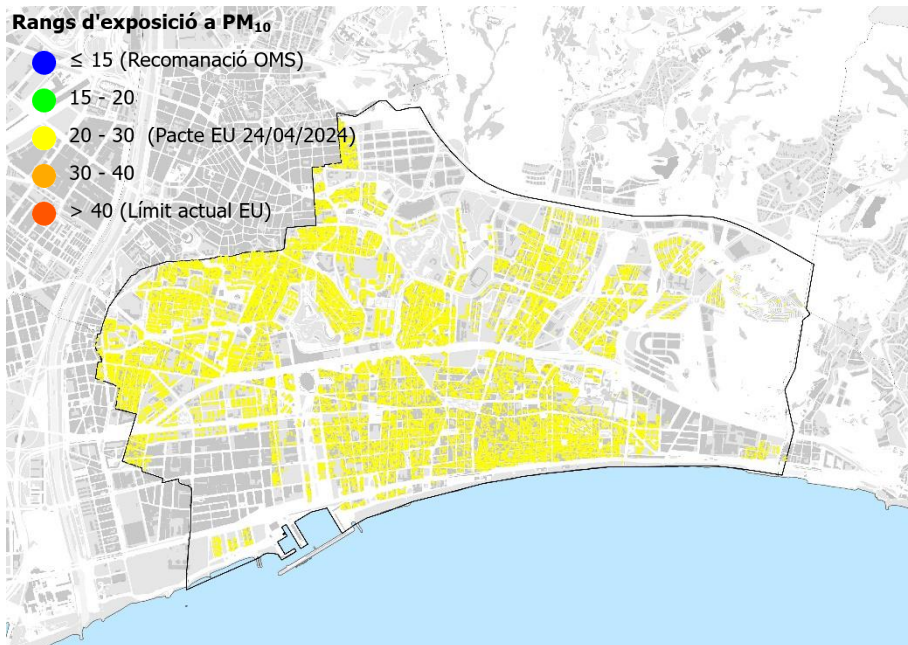 Rangs d'exposició a PM₁₀
≤ 15 (Recomanació OMS)
15 - 20
20 - 30 (Pacte EU 24/04/2024)
30 - 40
> 40 (Límit actual EU)